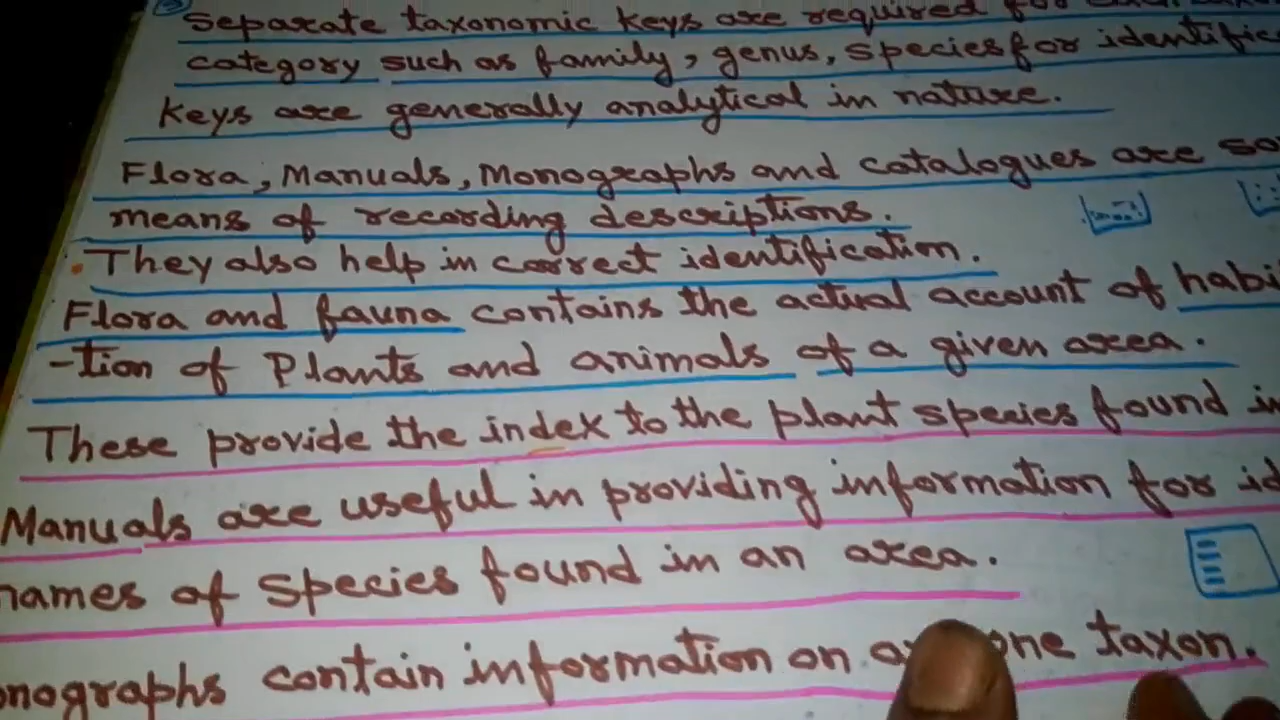 Separate taxonomic keys are required for
category such as family, genus, species for
Keys are generally analytical in nature.
Flora, Manuals, Monographs and catalogues are
means of recording descriptions.
They also help in correct identification.
Flora and fauna contains the actual account of
-tion of Plants and animals of a given area.
These provide the index to the plant species found in
Manuals are useful in providing information for
names of species found in an area.
contain information on any one taxon.